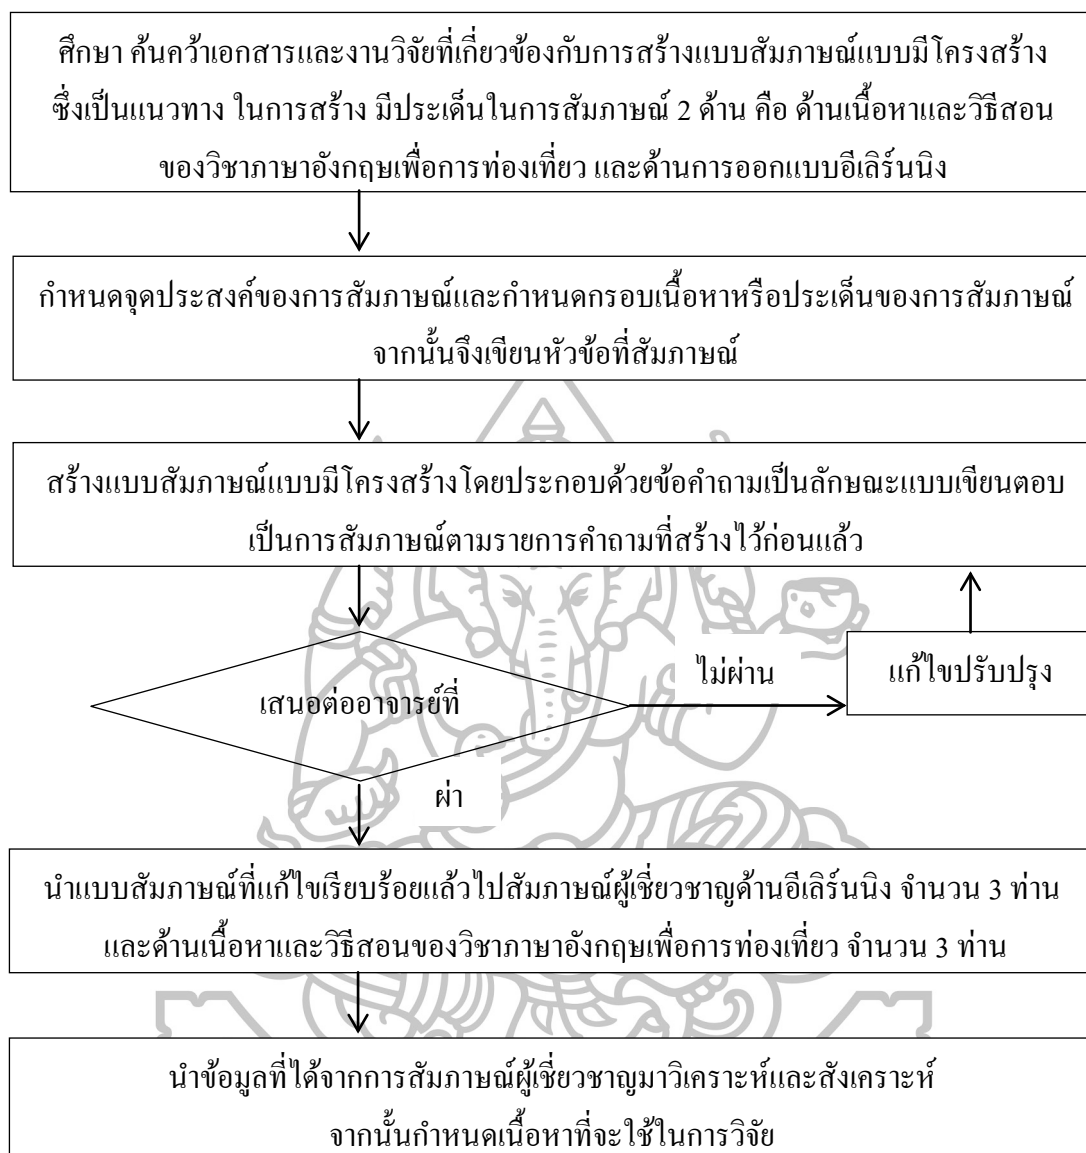 ศึกษา ค้นคว้าเอกสารและงานวิจัยที่เกี่ยวข้องกับการสร้างแบบสัมภาษณ์แบบมีโครงสร้าง
ซึ่งเป็นแนวทาง ในการสร้าง มีประเด็นในการสัมภาษณ์ 2 ด้าน คือ ด้านเนื้อหาและวิธีสอน
ของวิชาภาษาอังกฤษเพื่อการท่องเที่ยว และด้านการออกแบบอีเลิร์นนิง
กำหนดจุดประสงค์ของการสัมภาษณ์และกำหนดกรอบเนื้อหาหรือประเด็นของการสัมภาษณ์
จากนั้นจึงเขียนหัวข้อที่สัมภาษณ์
สร้างแบบสัมภาษณ์แบบมีโครงสร้างโดยประกอบด้วยข้อคำถามเป็นลักษณะแบบเขียนตอบ
เป็นการสัมภาษณ์ตามรายการคำถามที่สร้างไว้ก่อนแล้ว
ไม่ผ่าน
แก้ไขปรับปรุง
เสนอต่ออาจารย์ที่
ผ่า
นำแบบสัมภาษณ์ที่แก้ไขเรียบร้อยแล้วไปสัมภาษณ์ผู้เชี่ยวชาญด้านอีเลิร์นนิง จำนวน 3 ท่าน
และด้านเนื้อหาและวิธีสอนของวิชาภาษาอังกฤษเพื่อการท่องเที่ยว จำนวน 3 ท่าน
นำข้อมูลที่ได้จากการสัมภาษณ์ผู้เชี่ยวชาญมาวิเคราะห์และสังเคราะห์
จากนั้นกำหนดเนื้อหาที่จะใช้ในการวิจัย